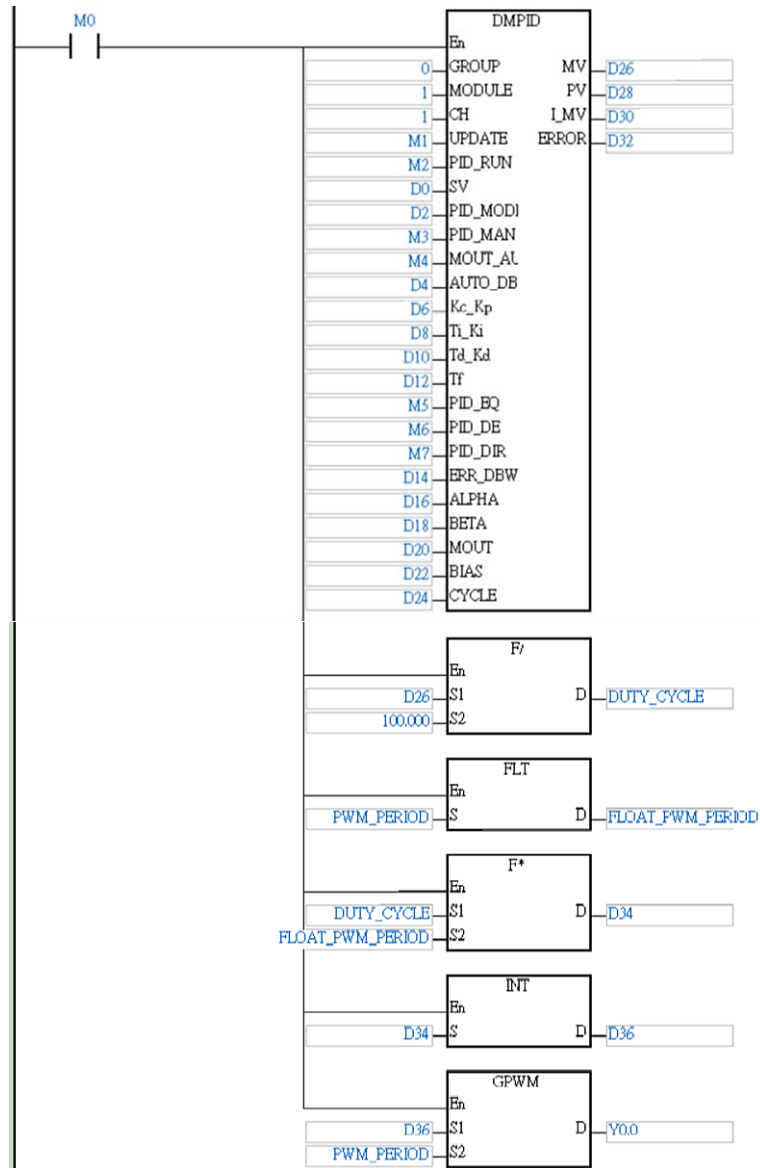 M0
DMPID
En
0 GROUP MV D26
1 MODULE PV D28
1 CH I_MV D30
M1 UPDATE ERROR D32
M2 PID_RUN
D0 SV
D2 PID_MODI
M3 PID_MAN
M4 MOUT_AU
D4 AUTO_DB
D6 Kc_Kp
D8 Ti_Ki
D10 Td_Kd
D12 Tf
M5 PID_EQ
M6 PID_DE
M7 PID_DIR
D14 ERR_DBW
D16 ALPHA
D18 BETA
D20 MOUT
D22 BIAS
D24 CYCLE
F/
En
D26 S1 D DUTY_CYCLE
100.000 S2
FLT
En
PWM_PERIOD S D FLOAT_PWM_PERIOD
F*
En
DUTY_CYCLE S1 D D34
FLOAT_PWM_PERIOD S2
INT
En
D34 S D D36
GPWM
En
D36 S1 D Y0.0
PWM_PERIOD S2